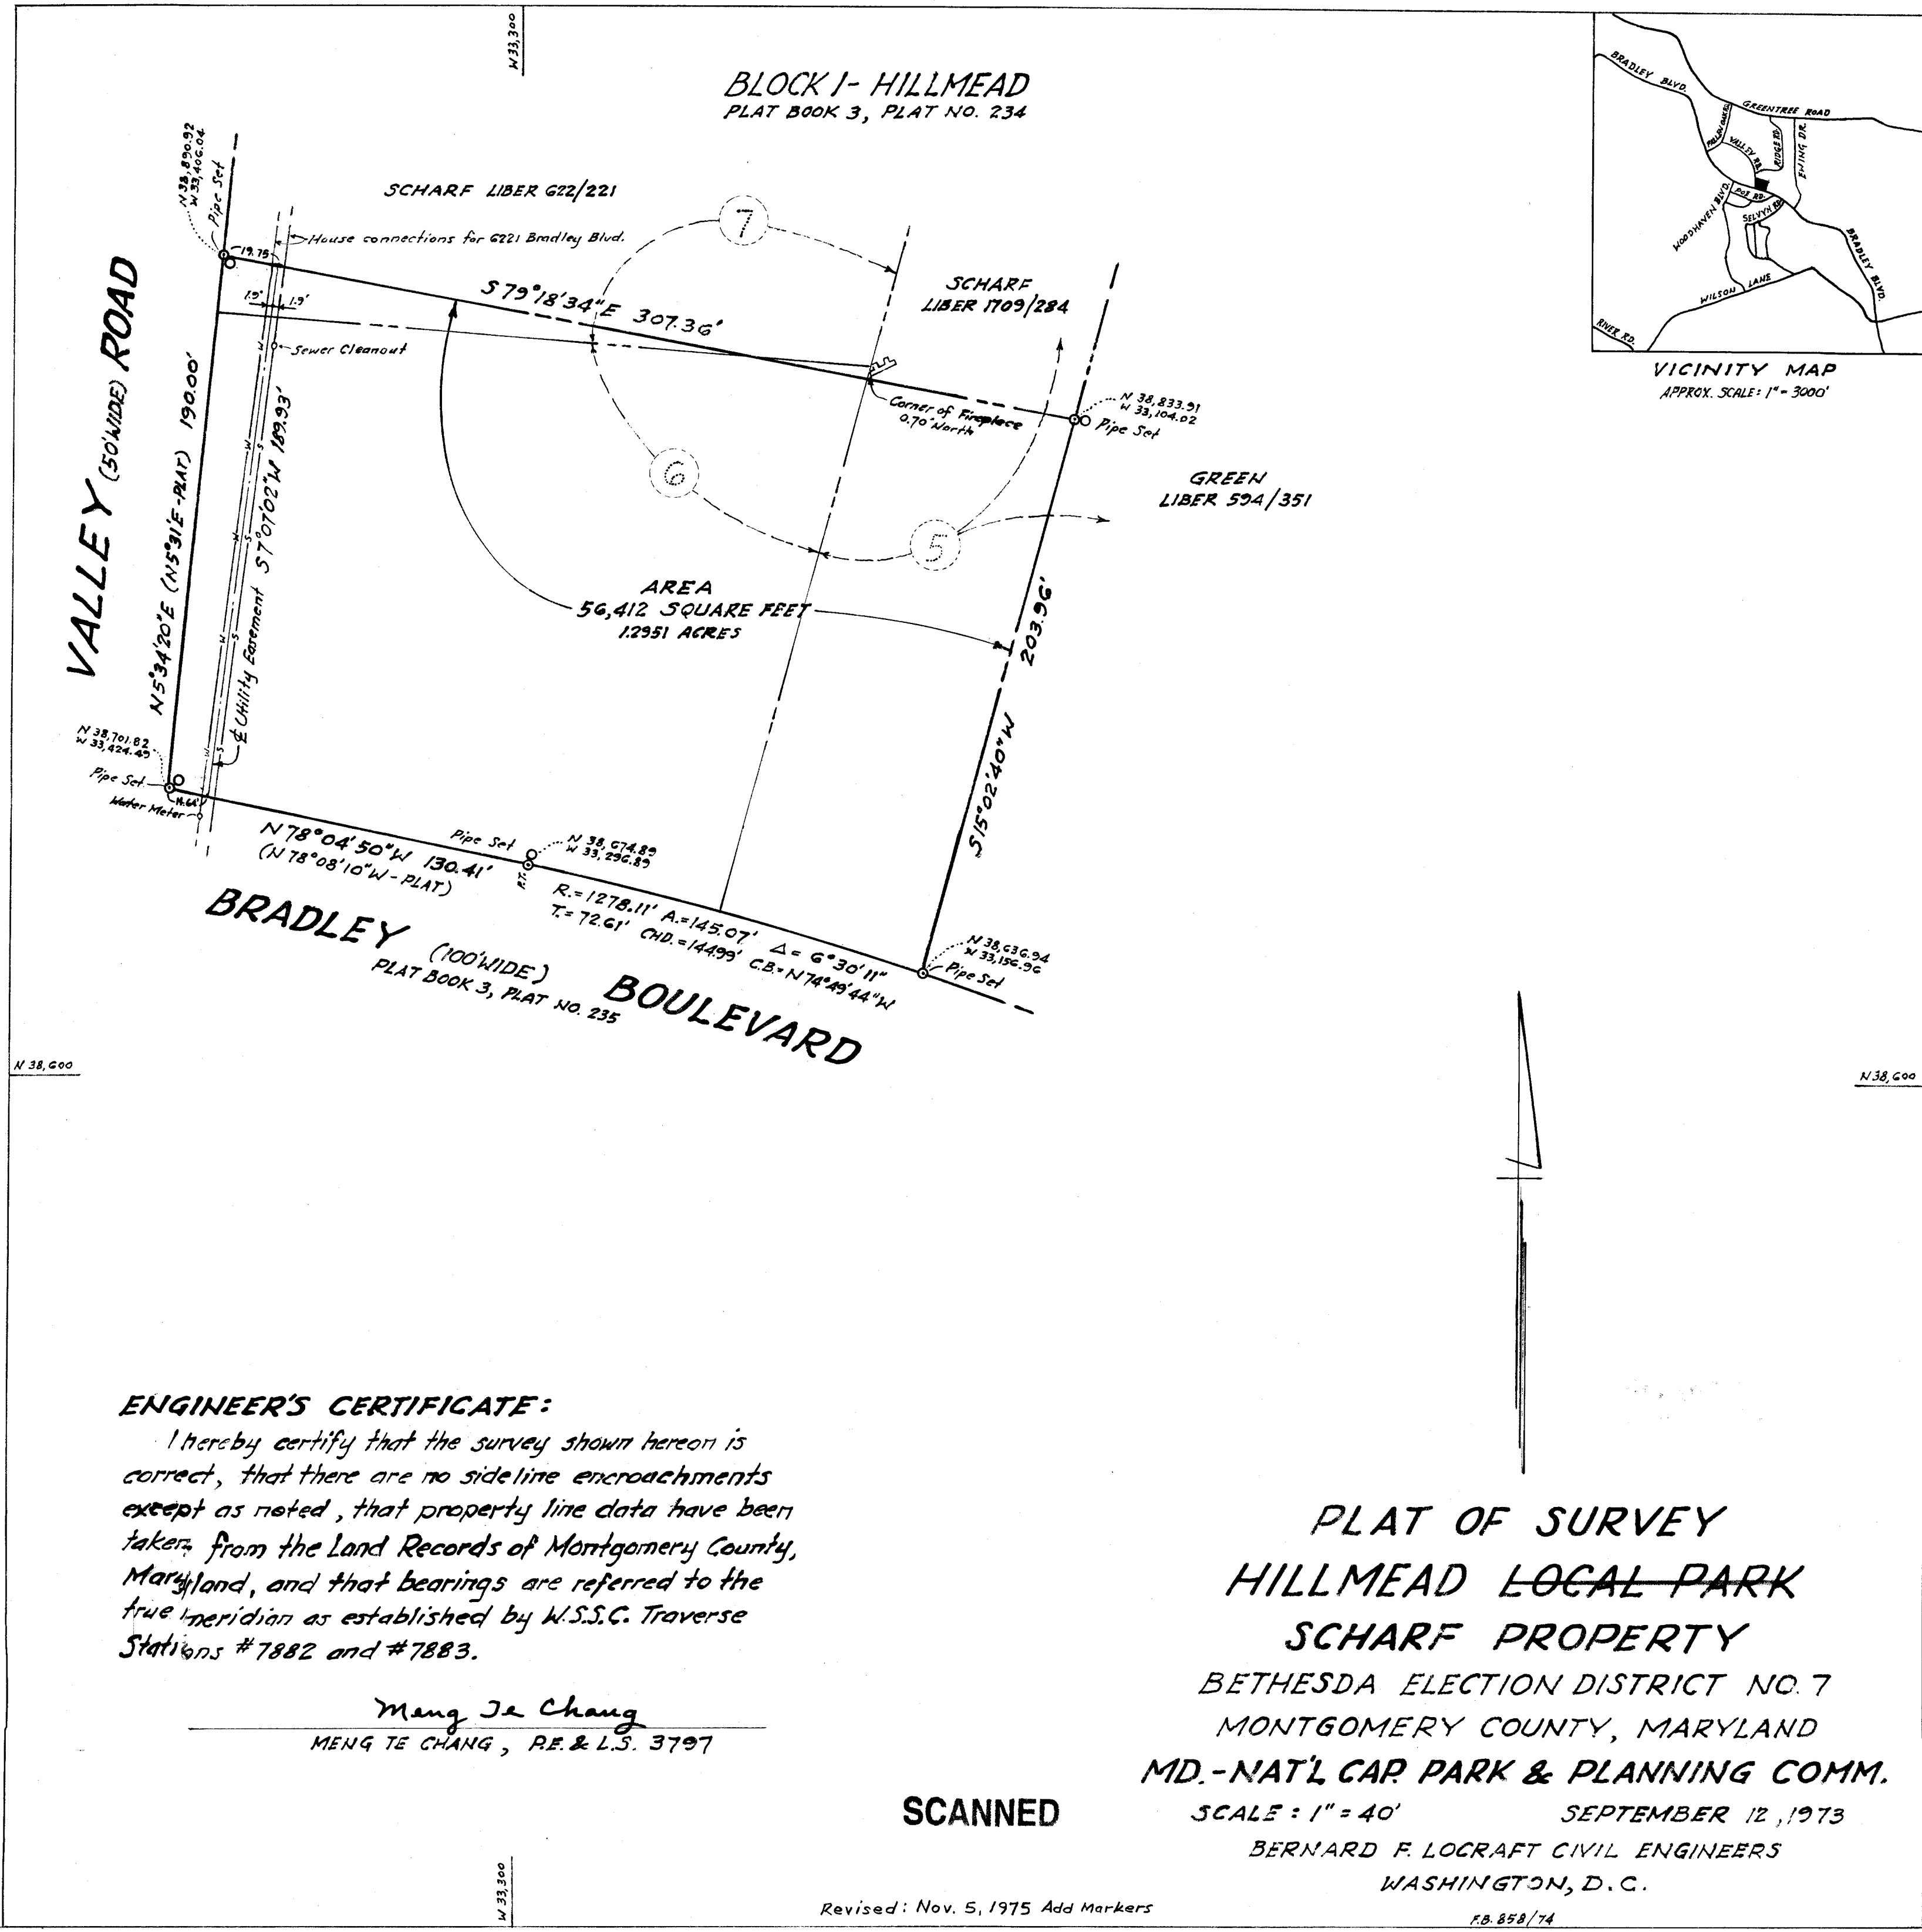 W 33,300
BLOCK 1- HILLMEAD
PLAT BOOK 3, PLAT NO. 234
N 38,890.92
W 33,406.04
Pipe Set
SCHARF LIBER 622/221
House connections for 6221 Bradley Blvd.
7
19.75
S 79°18'34"E 307.36'
SCHARF
LIBER 1709/284
1.9' 1.9'
Sewer Cleanout
Corner of Fireplace
0.70' North
N 38,833.91
W 33,104.02
Pipe Set
VALLEY (50'WIDE) ROAD
N5°34'20"E (N5°31'E-PLAT) 190.00'
₵ Utility Easement S7°07'02"W 189.93'
W
S
6
5
GREEN
LIBER 594/351
AREA
56,412 SQUARE FEET
1.2951 ACRES
S15°02'40"W 203.96'
N 38,701.82
W 33,424.49
Pipe Set
Water Meter
14.64'
N 78°04'50"W 130.41'
(N 78°08'10"W - PLAT)
Pipe Set
P.T.
N 38,674.89
W 33,296.89
R.=1278.11' A.=145.07' Δ= 6°30'11"
T.= 72.61' CHD.=144.99' C.B.= N 74°49'44"W
N 38,636.94
W 33,156.96
Pipe Set
BRADLEY (100'WIDE) BOULEVARD
PLAT BOOK 3, PLAT NO. 235
N 38,600
N 38,600
BRADLEY BLVD.
GREENTREE ROAD
FALLEN OAK RD.
VALLEY RD.
RIDGE RD.
EWING DR.
WOODHAVEN BLVD.
DOE RD.
SELVYN RD.
BRADLEY BLVD.
WILSON LANE
RIVER RD.
VICINITY MAP
APPROX. SCALE: 1"= 3000'
ENGINEER'S CERTIFICATE:
I hereby certify that the survey shown hereon is
correct, that there are no sideline encroachments
except as noted, that property line data have been
taken from the Land Records of Montgomery County,
Maryland, and that bearings are referred to the
true meridian as established by W.S.S.C. Traverse
Stations #7882 and #7883.
Meng Te Chang
MENG TE CHANG, P.E. & L.S. 3797
PLAT OF SURVEY
HILLMEAD LOCAL PARK
SCHARF PROPERTY
BETHESDA ELECTION DISTRICT NO. 7
MONTGOMERY COUNTY, MARYLAND
MD.-NAT'L CAP. PARK & PLANNING COMM.
SCALE: 1"= 40' SEPTEMBER 12, 1973
BERNARD F. LOCRAFT CIVIL ENGINEERS
WASHINGTON, D.C.
F.B. 858/74
SCANNED
W 33,300
Revised: Nov. 5, 1975 Add Markers